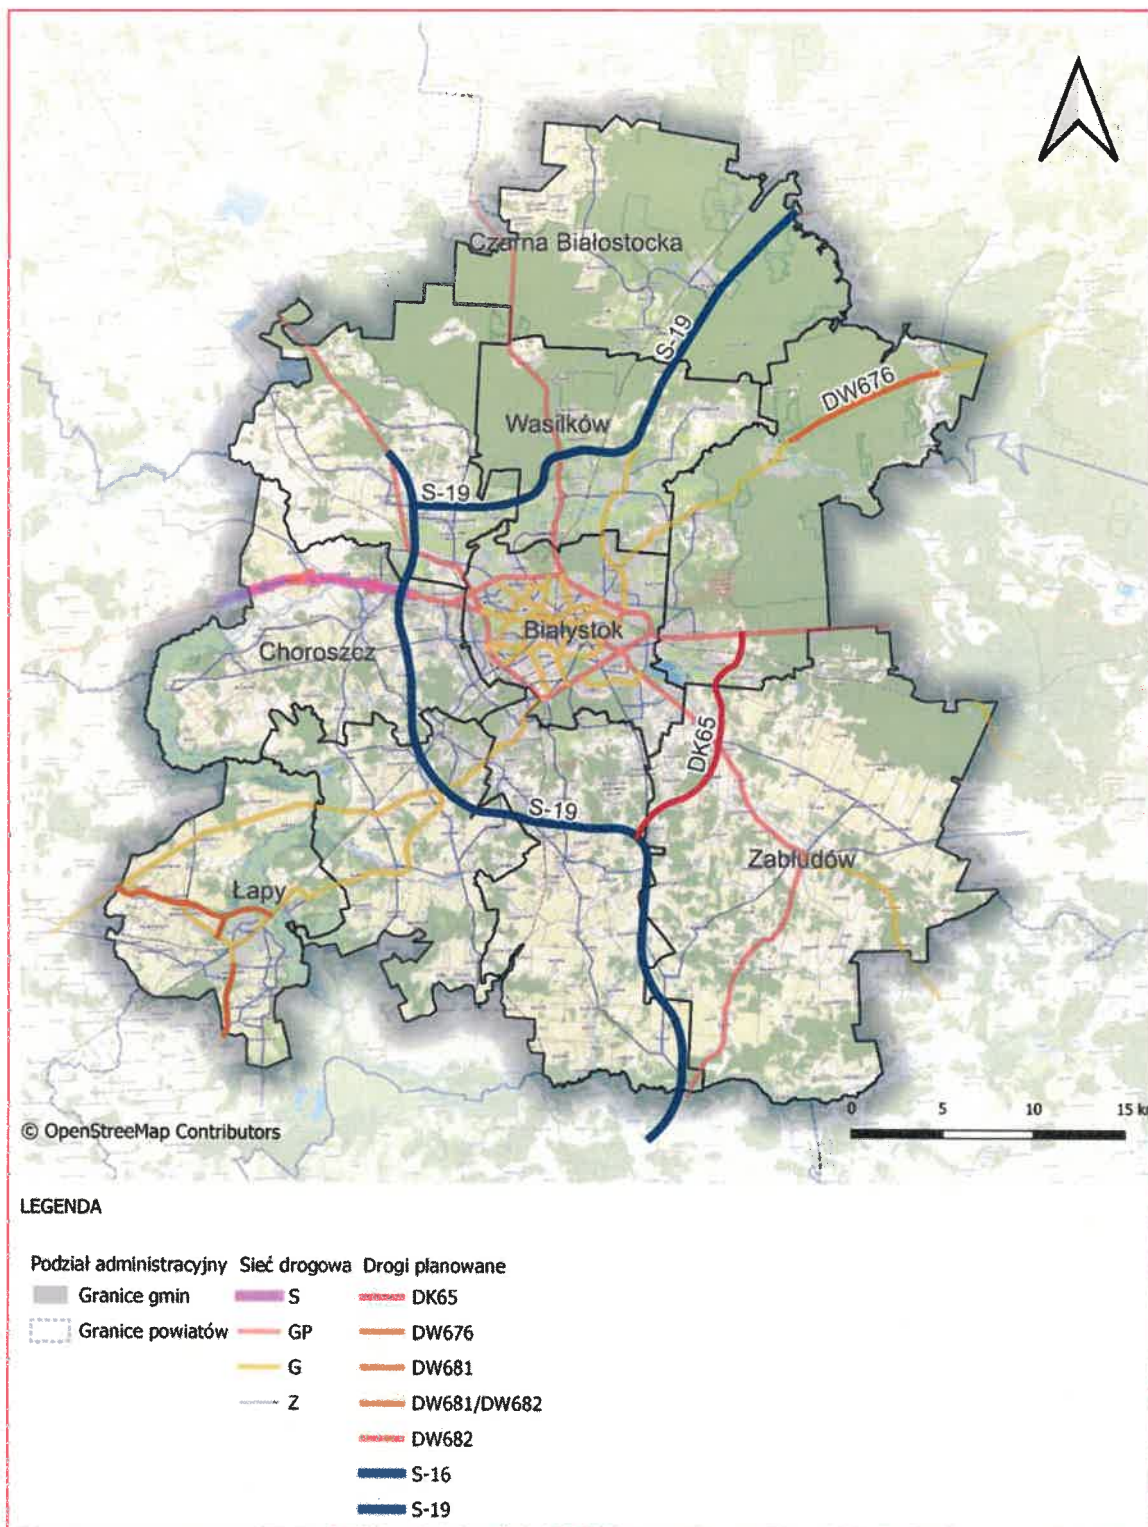 Czarna Białostocka
S-19
DW676
Wasilków
S-19
Białystok
Choroszcz
DK65
S-19
Zabłudów
Łapy
0 5 10 15 k
© OpenStreetMap Contributors
LEGENDA
Podział administracyjny Sieć drogowa Drogi planowane
Granice gmin S DK65
Granice powiatów GP DW676
G DW681
Z DW681/DW682
DW682
S-16
S-19